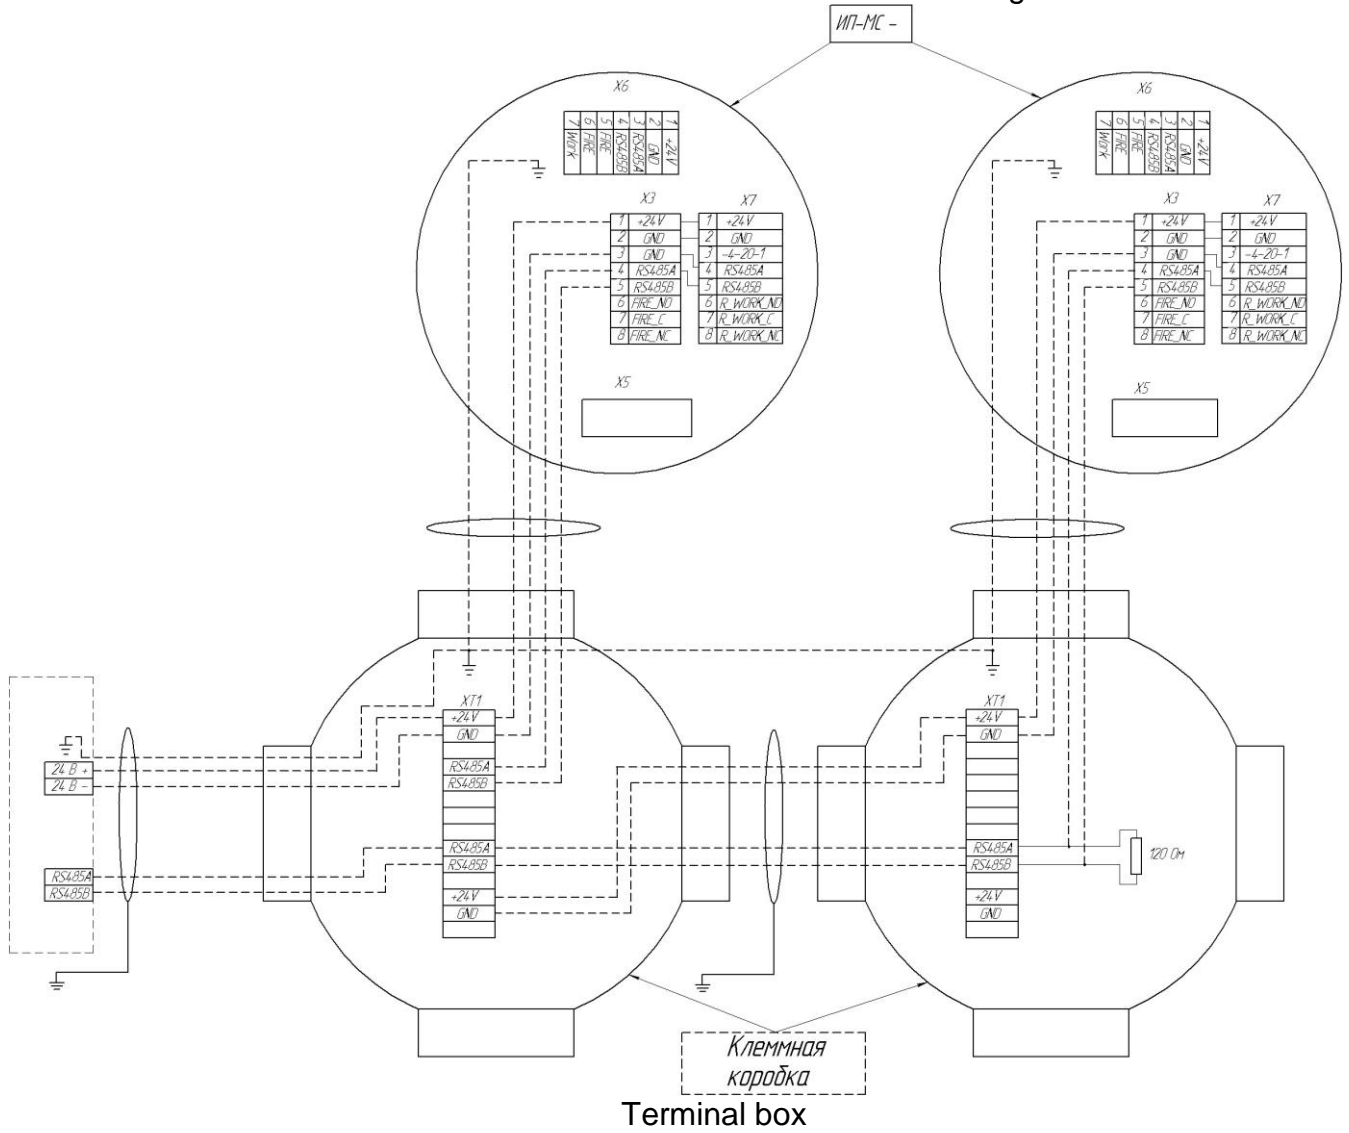 ИП-МС -
X6
1 +24V
2 GND
3 RS485A
4 RS485B
5 FIRE
6 FIRE
7 Work
X3
1 +24V
2 GND
3 GND
4 RS485A
5 RS485B
6 FIRE_NO
7 FIRE_C
8 FIRE_NC
X7
1 +24V
2 GND
3 -4-20-1
4 RS485A
5 RS485B
6 R_WORK_NO
7 R_WORK_C
8 R_WORK_NC
X5
X6
1 +24V
2 GND
3 RS485A
4 RS485B
5 FIRE
6 FIRE
7 Work
X3
1 +24V
2 GND
3 GND
4 RS485A
5 RS485B
6 FIRE_NO
7 FIRE_C
8 FIRE_NC
X7
1 +24V
2 GND
3 -4-20-1
4 RS485A
5 RS485B
6 R_WORK_NO
7 R_WORK_C
8 R_WORK_NC
X5
24 В +
24 В -
RS485A
RS485B
XT1
+24V
GND
RS485A
RS485B
RS485A
RS485B
+24V
GND
XT1
+24V
GND
RS485A
RS485B
+24V
GND
120 Ом
Клеммная
коробка
Terminal box